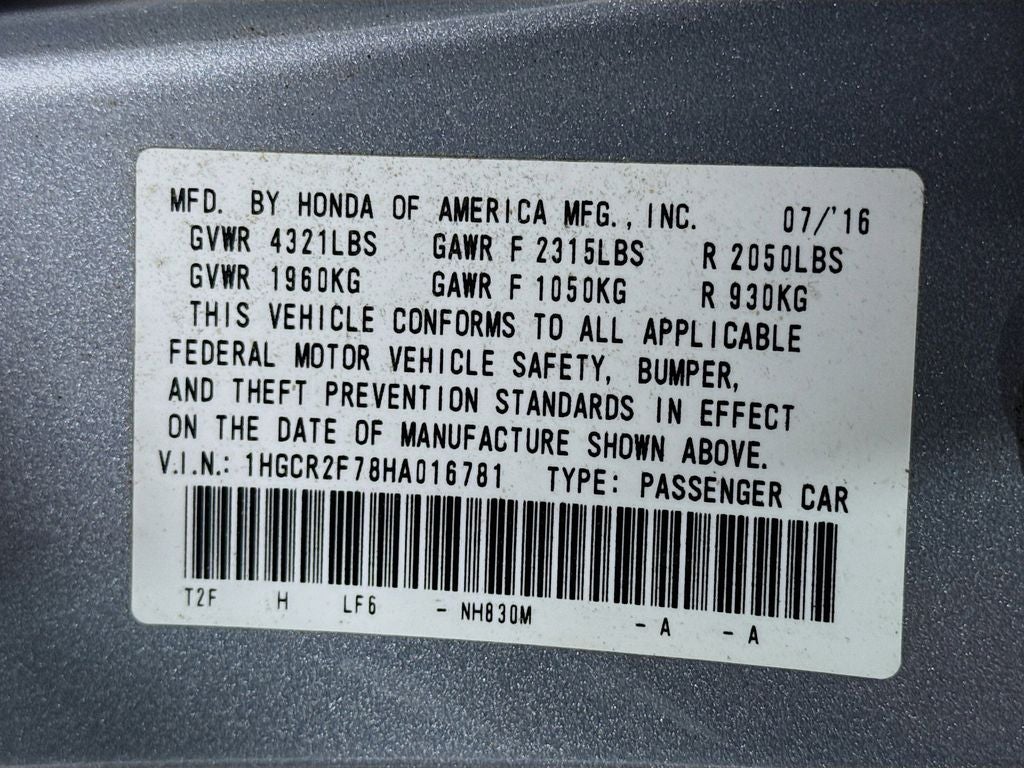 MFD. BY HONDA OF AMERICA MFG., INC. 07/'16
GVWR 4321LBS GAWR F 2315LBS R 2050LBS
GVWR 1960KG GAWR F 1050KG R 930KG
THIS VEHICLE CONFORMS TO ALL APPLICABLE
FEDERAL MOTOR VEHICLE SAFETY, BUMPER,
AND THEFT PREVENTION STANDARDS IN EFFECT
ON THE DATE OF MANUFACTURE SHOWN ABOVE.
V.I.N.: 1HGCR2F78HA016781 TYPE: PASSENGER CAR
T2F H LF6 - NH830M - A - A